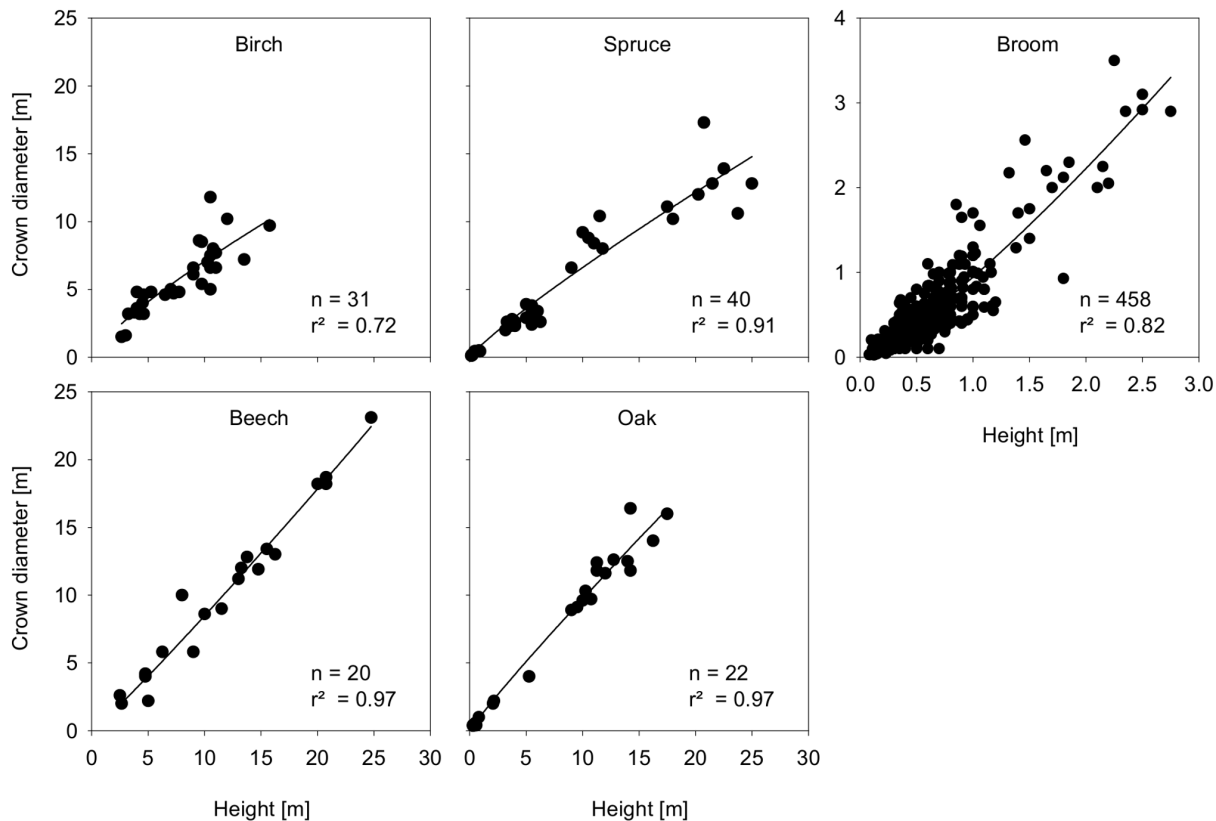 Birch
Crown diameter [m]
25
20
15
10
5
0
n = 31
r² = 0.72
Spruce
n = 40
r² = 0.91
Broom
4
3
2
1
0
n = 458
r² = 0.82
0.0 0.5 1.0 1.5 2.0 2.5 3.0
Height [m]
Beech
Crown diameter [m]
25
20
15
10
5
0
n = 20
r² = 0.97
0 5 10 15 20 25 30
Height [m]
Oak
n = 22
r² = 0.97
0 5 10 15 20 25 30
Height [m]